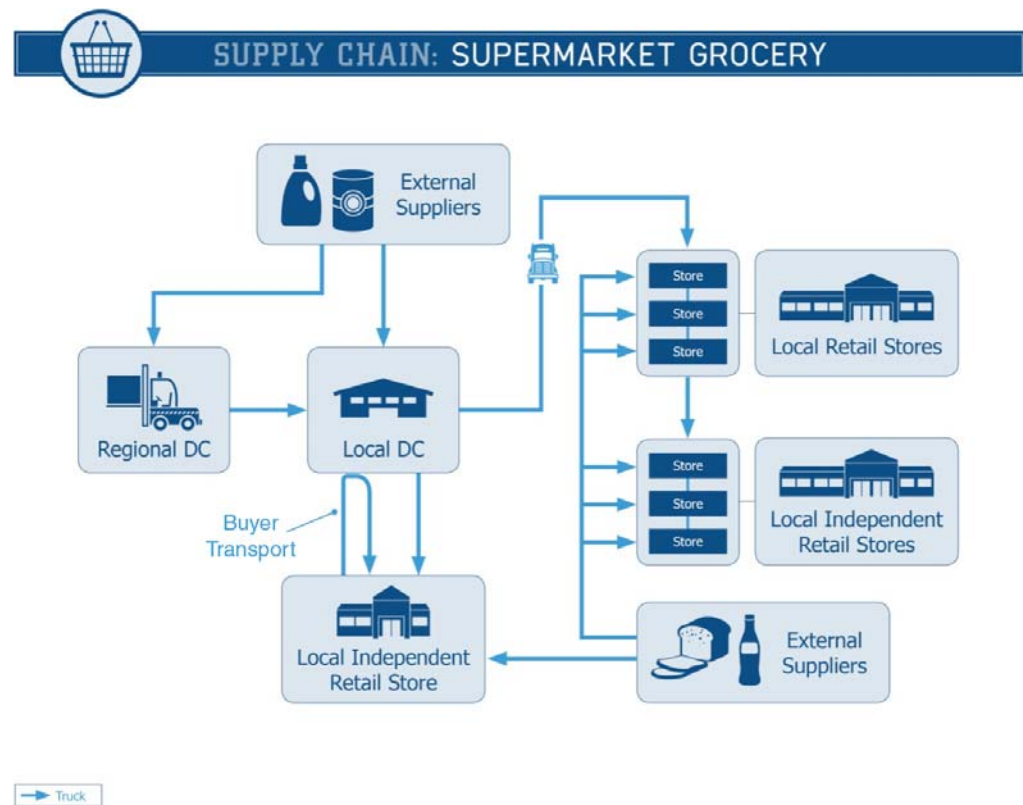 SUPPLY CHAIN: SUPERMARKET GROCERY
External
Suppliers
Store
Store
Store
Local Retail Stores
Regional DC
Local DC
Store
Store
Store
Local Independent
Retail Stores
Buyer
Transport
Local Independent
Retail Store
External
Suppliers
Truck